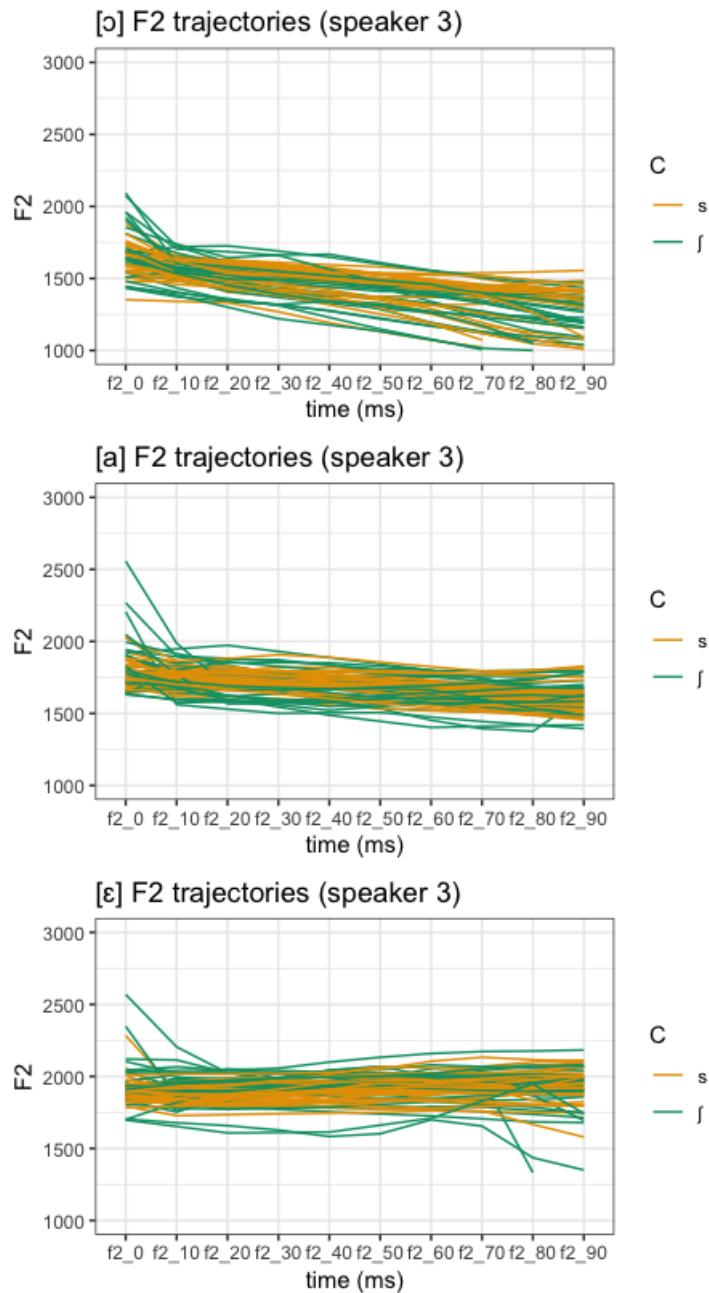 [ɔ] F2 trajectories (speaker 3)
3000
2500
2000
1500
1000
F2
f2_0 f2_10 f2_20 f2_30 f2_40 f2_50 f2_60 f2_70 f2_80 f2_90
time (ms)
C
s
ʃ
[a] F2 trajectories (speaker 3)
3000
2500
2000
1500
1000
F2
f2_0 f2_10 f2_20 f2_30 f2_40 f2_50 f2_60 f2_70 f2_80 f2_90
time (ms)
C
s
ʃ
[ɛ] F2 trajectories (speaker 3)
3000
2500
2000
1500
1000
F2
f2_0 f2_10 f2_20 f2_30 f2_40 f2_50 f2_60 f2_70 f2_80 f2_90
time (ms)
C
s
ʃ